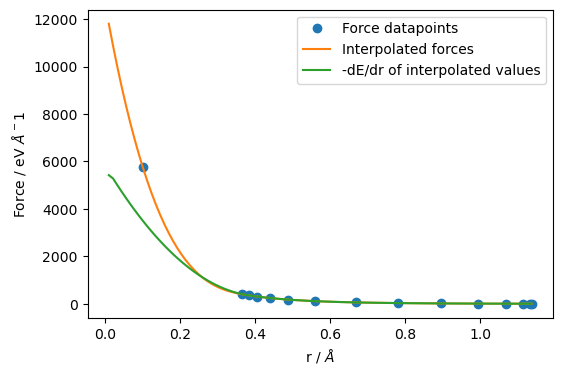 12000
10000
8000
6000
4000
2000
0
Force / eV Å⁻1
Force datapoints
Interpolated forces
-dE/dr of interpolated values
0.0 0.2 0.4 0.6 0.8 1.0
r / Å